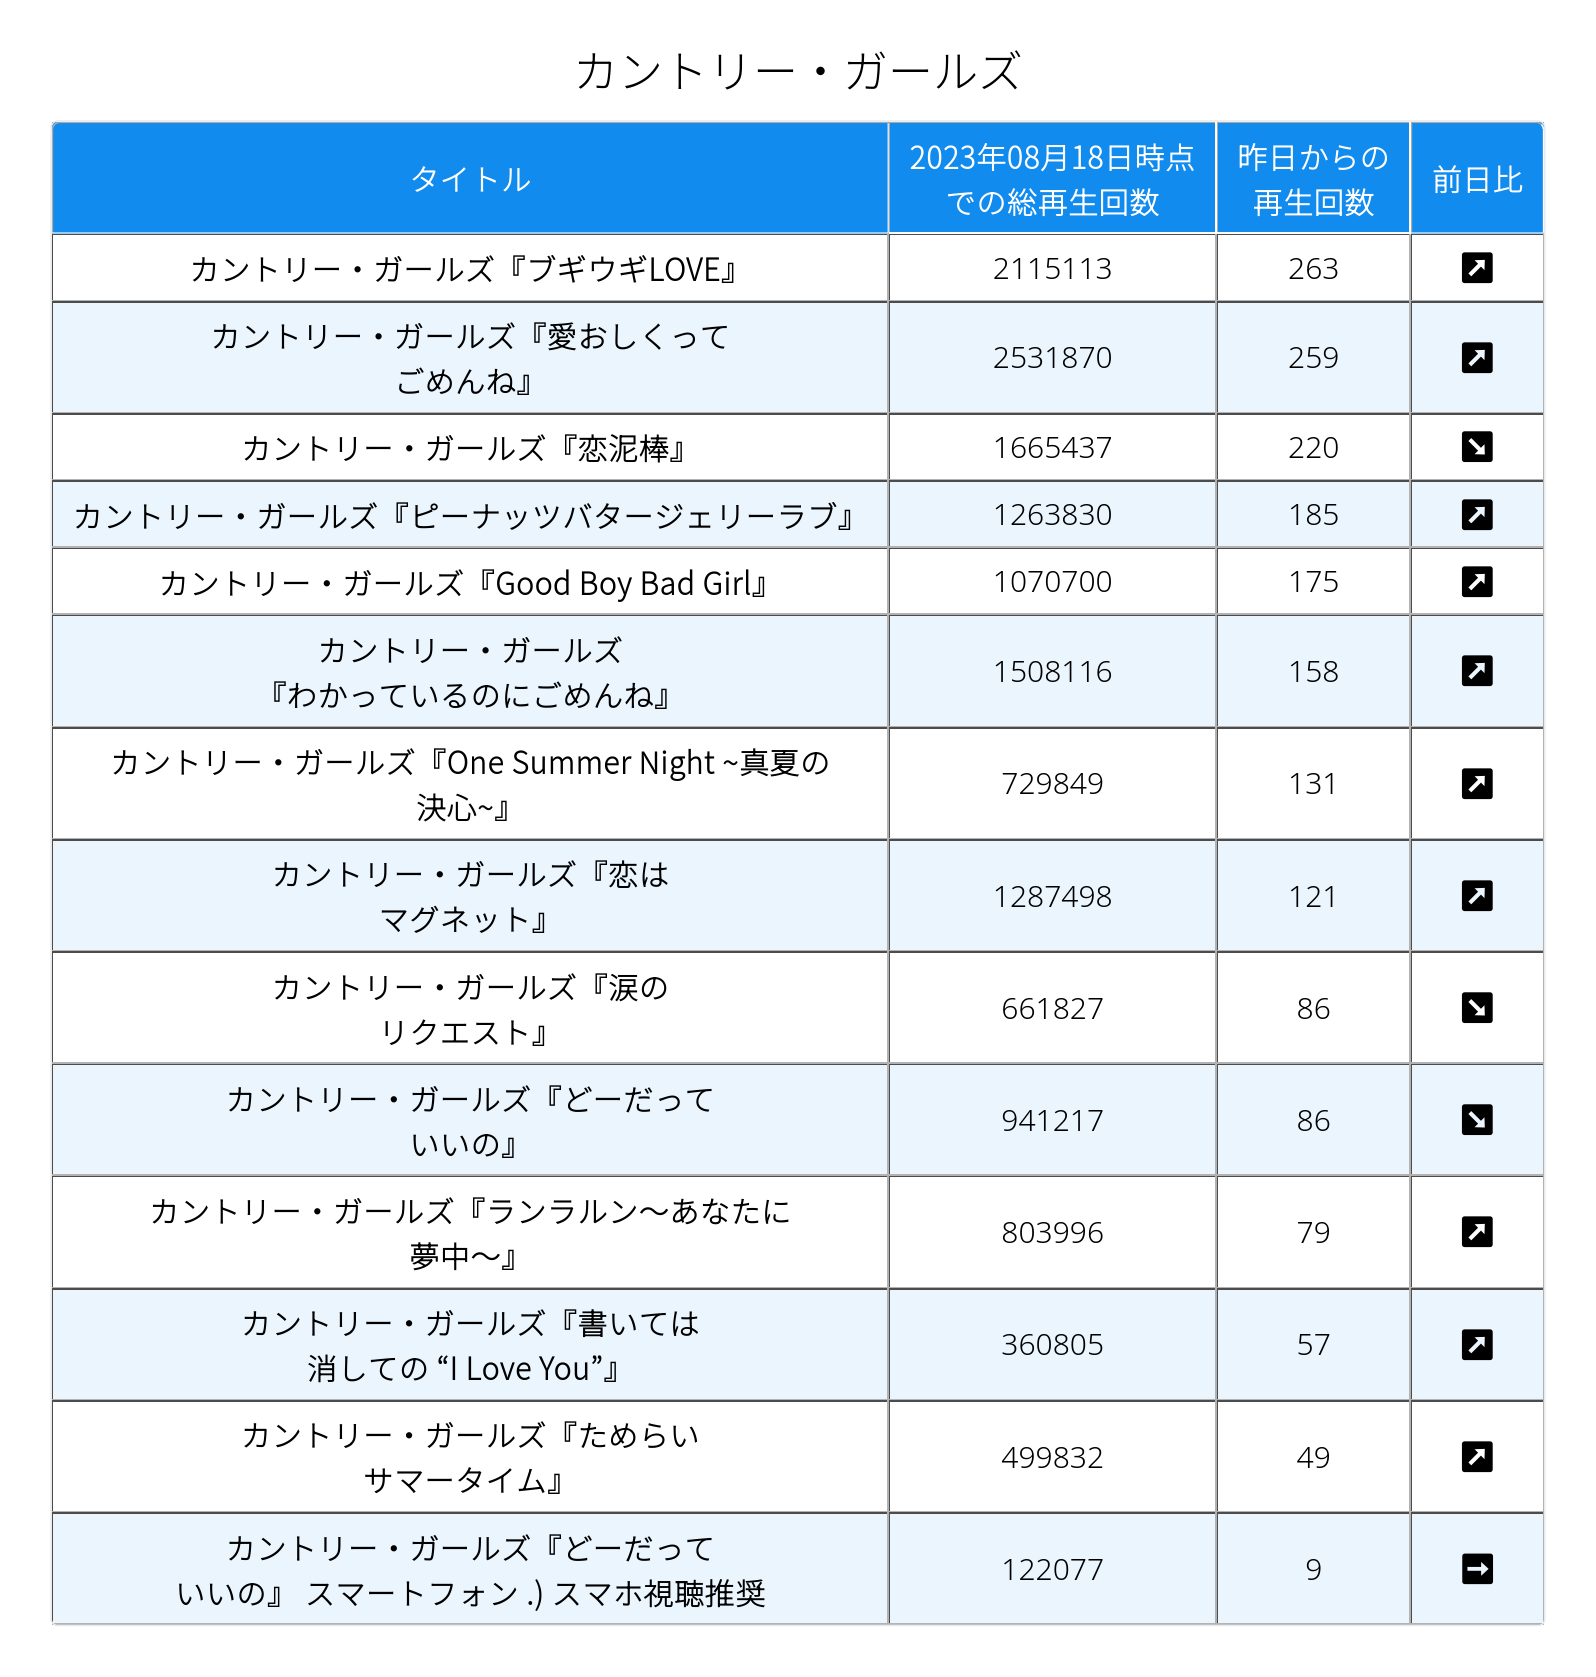 カントリー・ガールズ
タイトル
2023年08月18日時点
での総再生回数
昨日からの
再生回数
前日比
カントリー・ガールズ『ブギウギLOVE』
2115113
263
カントリー・ガールズ『愛おしくって
ごめんね』
2531870
259
カントリー・ガールズ『恋泥棒』
1665437
220
カントリー・ガールズ『ピーナッツバタージェリーラブ』
1263830
185
カントリー・ガールズ『Good Boy Bad Girl』
1070700
175
カントリー・ガールズ
『わかっているのにごめんね』
1508116
158
カントリー・ガールズ『One Summer Night ~真夏の
決心~』
729849
131
カントリー・ガールズ『恋は
マグネット』
1287498
121
カントリー・ガールズ『涙の
リクエスト』
661827
86
カントリー・ガールズ『どーだって
いいの』
941217
86
カントリー・ガールズ『ランラルン〜あなたに
夢中〜』
803996
79
カントリー・ガールズ『書いては
消しての “I Love You”』
360805
57
カントリー・ガールズ『ためらい
サマータイム』
499832
49
カントリー・ガールズ『どーだって
いいの』 スマートフォン .) スマホ視聴推奨
122077
9